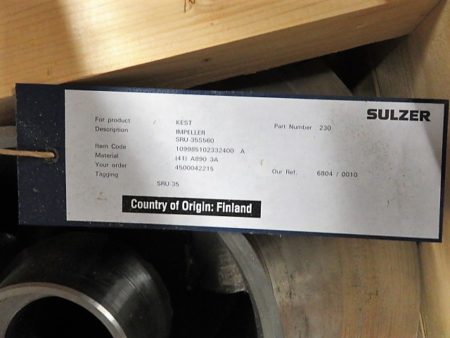 SULZER
For product KEST Part Number 230
Description IMPELLER
SRU 355560
Item Code 109985102332400 A
Material (41) A890 3A
Your order 4500042215 Our Ref. 6804 / 0010
Tagging
SRU-35
Country of Origin: Finland